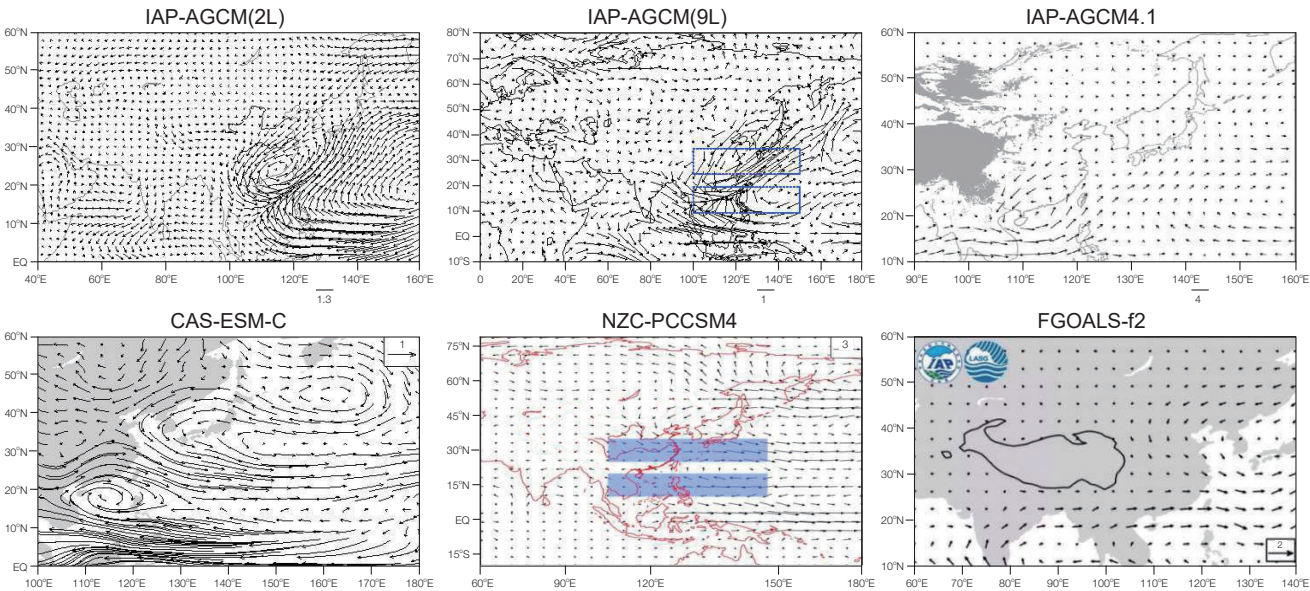 IAP-AGCM(2L)
60°N
50°N
40°N
30°N
20°N
10°N
EQ
40°E 60°E 80°E 100°E 120°E 140°E 160°E
1.3
IAP-AGCM(9L)
80°N
70°N
60°N
50°N
40°N
30°N
20°N
10°N
EQ
10°S
0 20°E 40°E 60°E 80°E 100°E 120°E 140°E 160°E 180°E
1
IAP-AGCM4.1
60°N
50°N
40°N
30°N
20°N
10°N
90°E 100°E 110°E 120°E 130°E 140°E 150°E 160°E
4
CAS-ESM-C
60°N
50°N
40°N
30°N
20°N
10°N
EQ
100°E 110°E 120°E 130°E 140°E 150°E 160°E 170°E 180°E
1
NZC-PCCSM4
75°N
60°N
45°N
30°N
15°N
EQ
15°S
60°E 120°E 150°E 180°E
3
FGOALS-f2
IAP
LASG
60°N
50°N
40°N
30°N
20°N
10°N
60°E 70°E 80°E 90°E 100°E 110°E 120°E 130°E 140°E
2